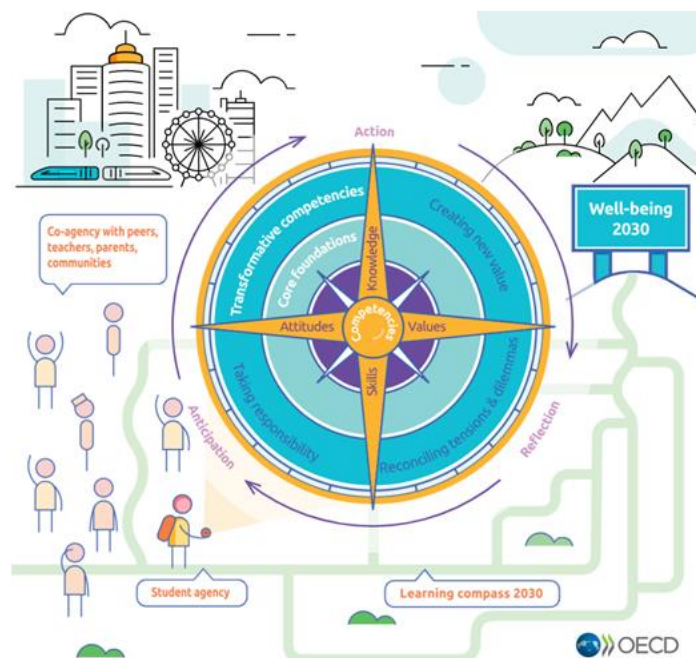 Action
Co-agency with peers,
teachers, parents,
communities
Well-being
2030
Transformative competencies
Creating new value
Core foundations
Knowledge
Competencies
Attitudes
Values
Skills
Taking responsibility
Reconciling tensions & dilemmas
Anticipation
Reflection
Student agency
Learning compass 2030
OECD